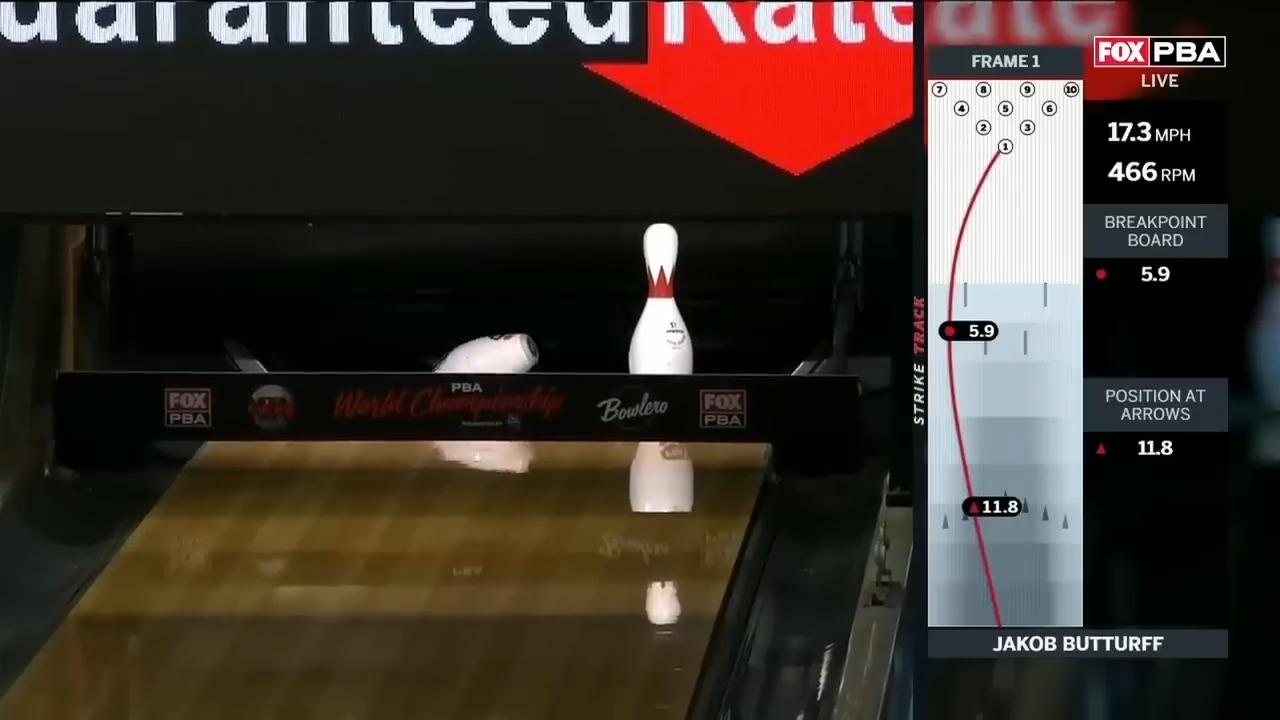 uaranteed Rate
FRAME 1
7 8 9 10
4 5 6
2 3
1
FOX PBA
LIVE
17.3 MPH
466 RPM
BREAKPOINT
BOARD
5.9
5.9
STRIKE TRACK
POSITION AT
ARROWS
11.8
11.8
JAKOB BUTTURFF
FOX
PBA
PBA
World Championship
Bowlero
FOX
PBA